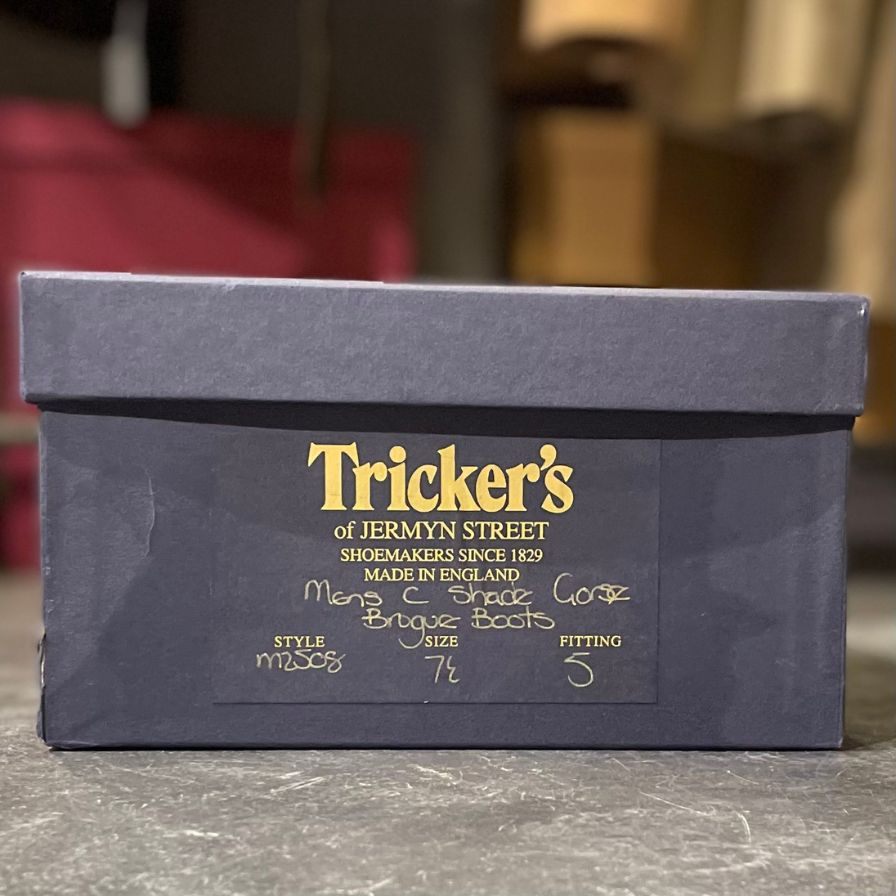 Tricker's
of JERMYN STREET
SHOEMAKERS SINCE 1829
MADE IN ENGLAND
Mens C Shade Gorse
Brogue Boots
STYLE SIZE FITTING
M2508 7½ 5